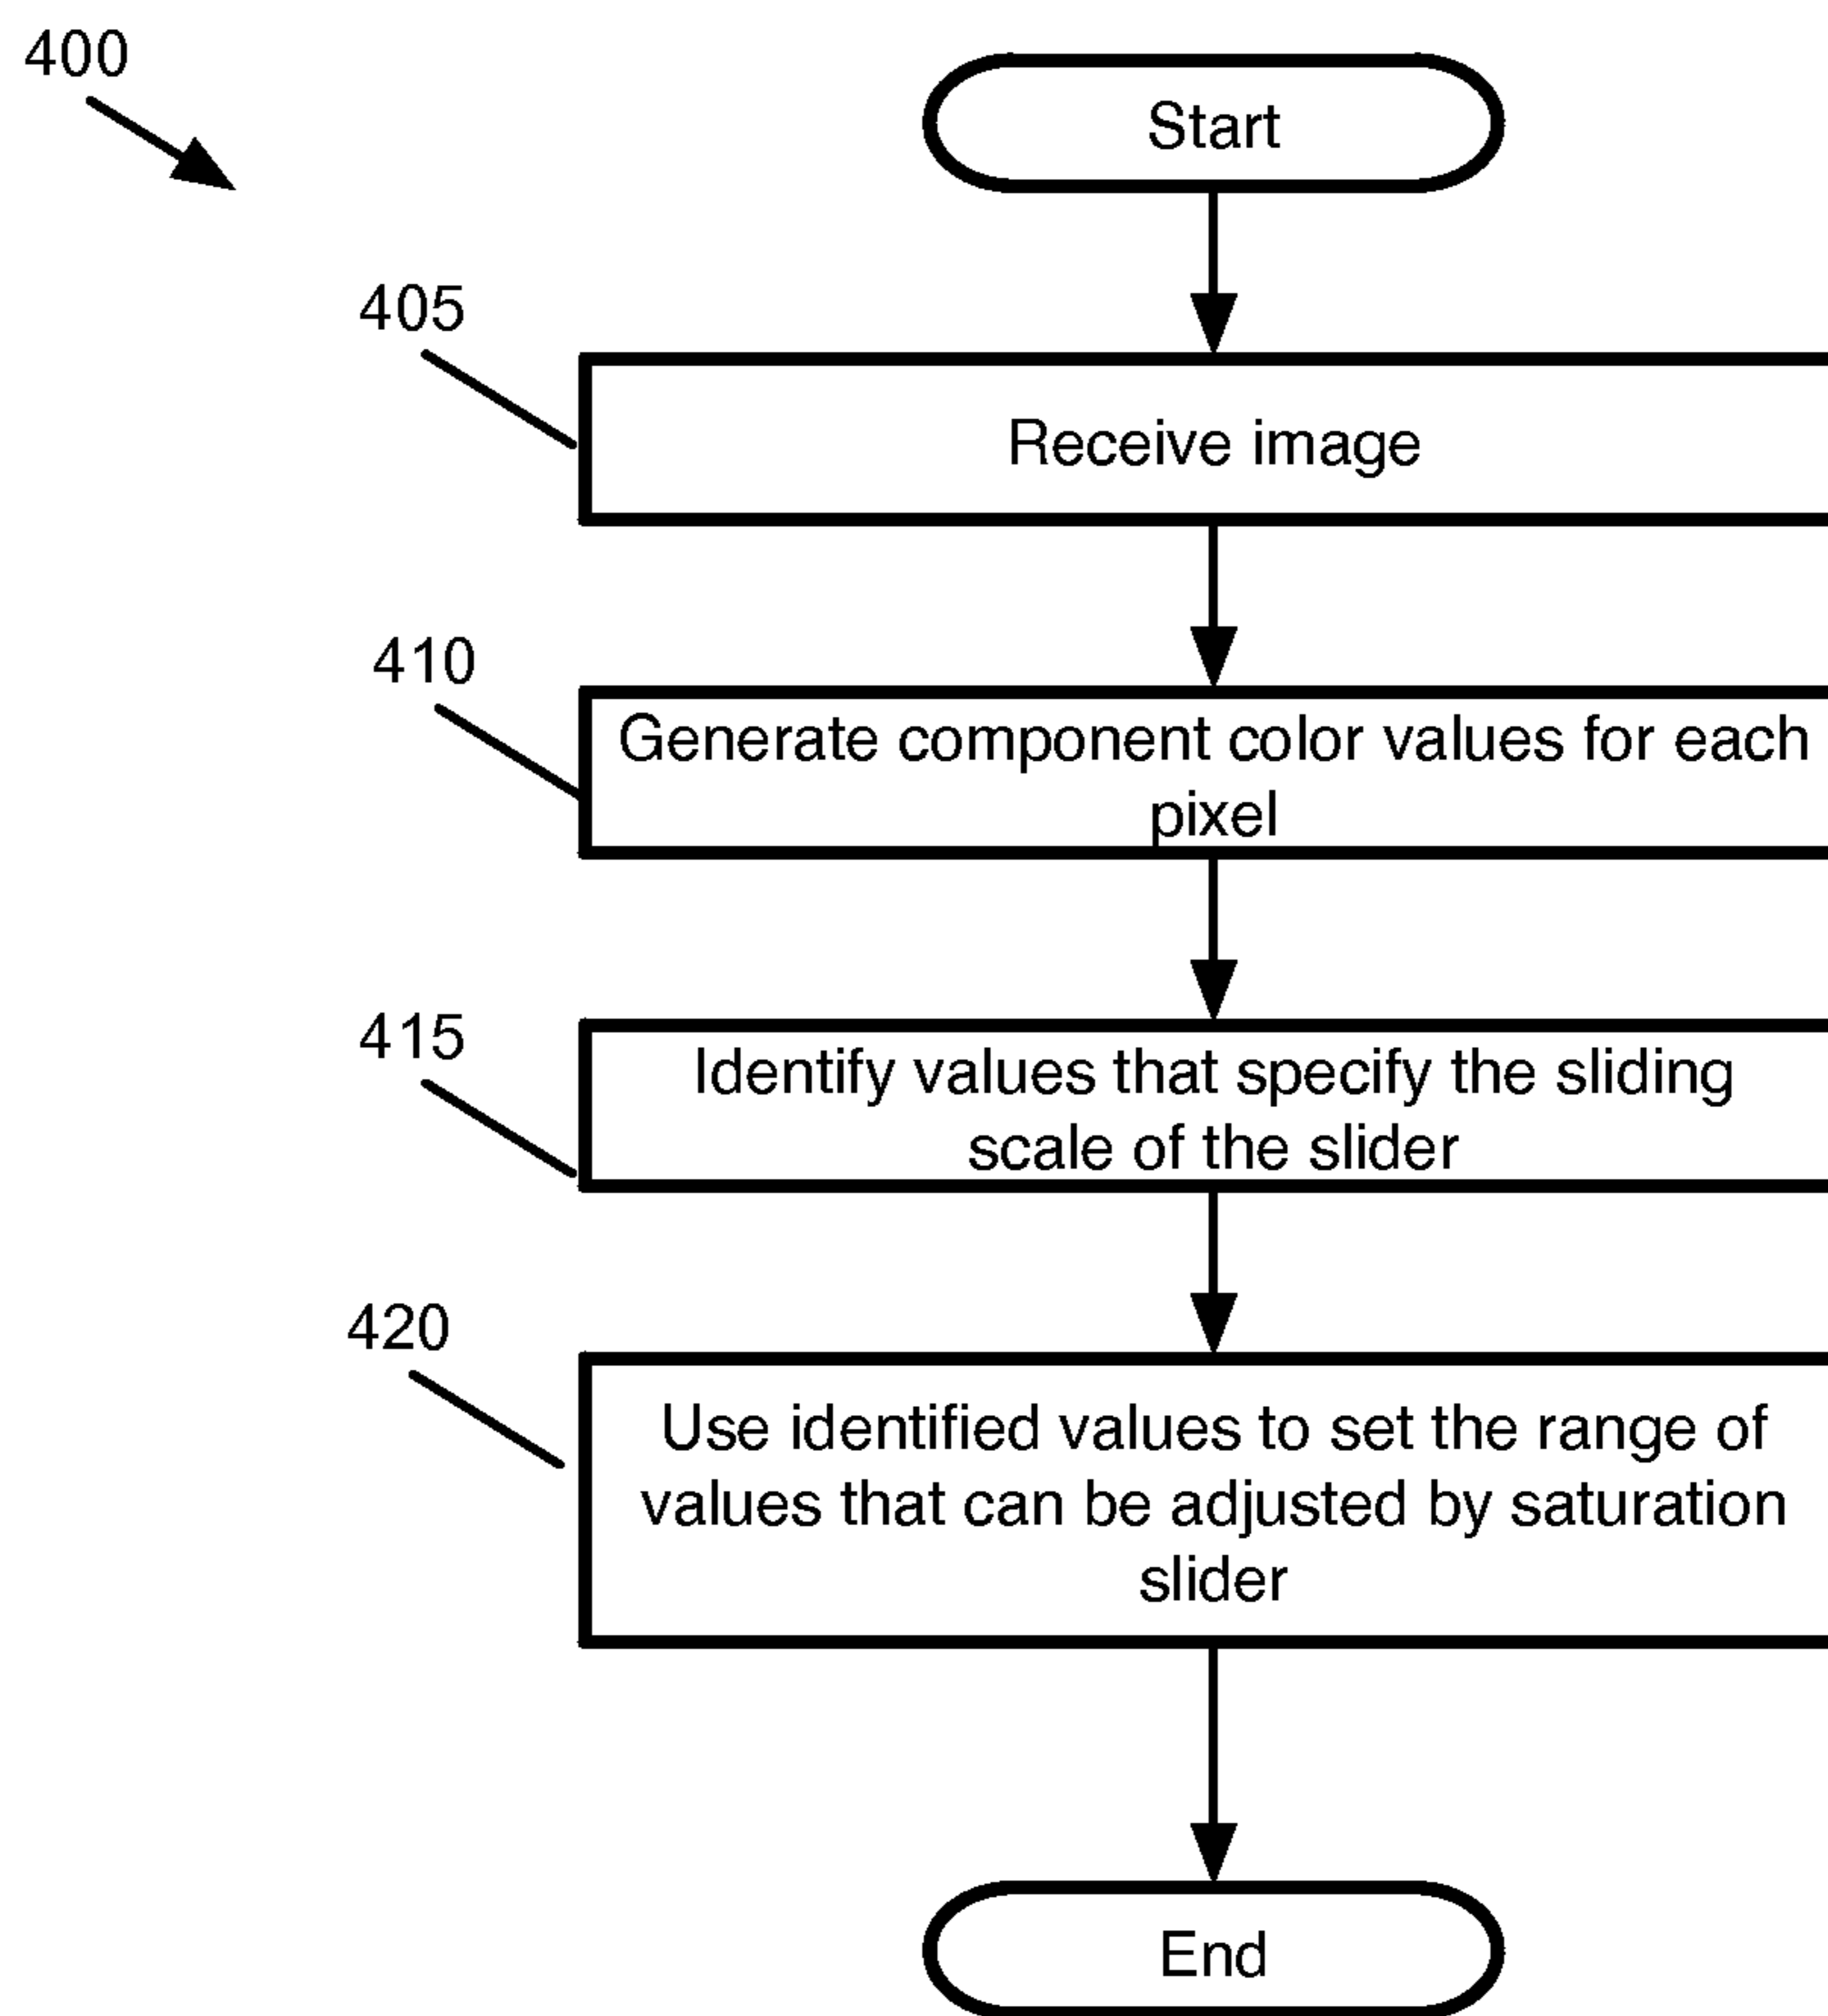 400
Start
405
Receive image
410
Generate component color values for each
pixel
415
Identify values that specify the sliding
scale of the slider
420
Use identified values to set the range of
values that can be adjusted by saturation
slider
End